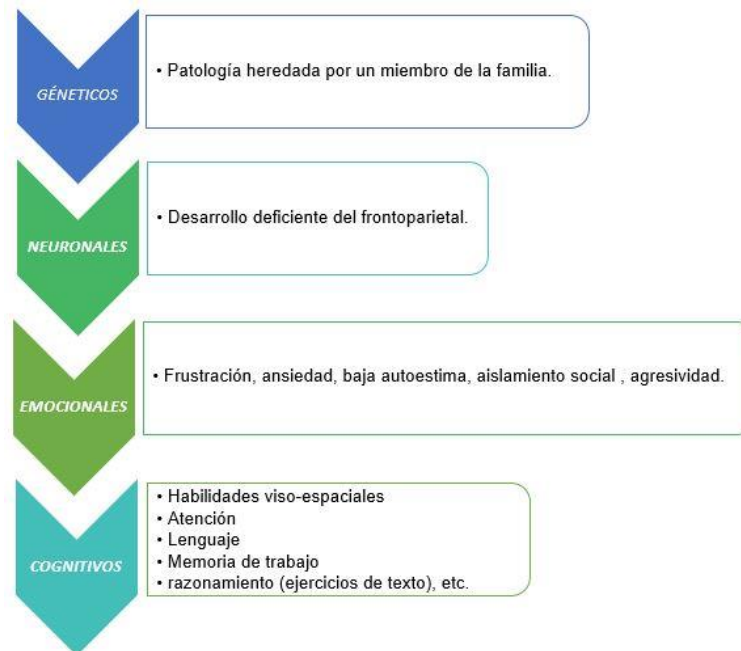 GÉNETICOS
• Patología heredada por un miembro de la familia.
NEURONALES
• Desarrollo deficiente del frontoparietal.
EMOCIONALES
• Frustración, ansiedad, baja autoestima, aislamiento social , agresividad.
COGNITIVOS
• Habilidades viso-espaciales
• Atención
• Lenguaje
• Memoria de trabajo
• razonamiento (ejercicios de texto), etc.